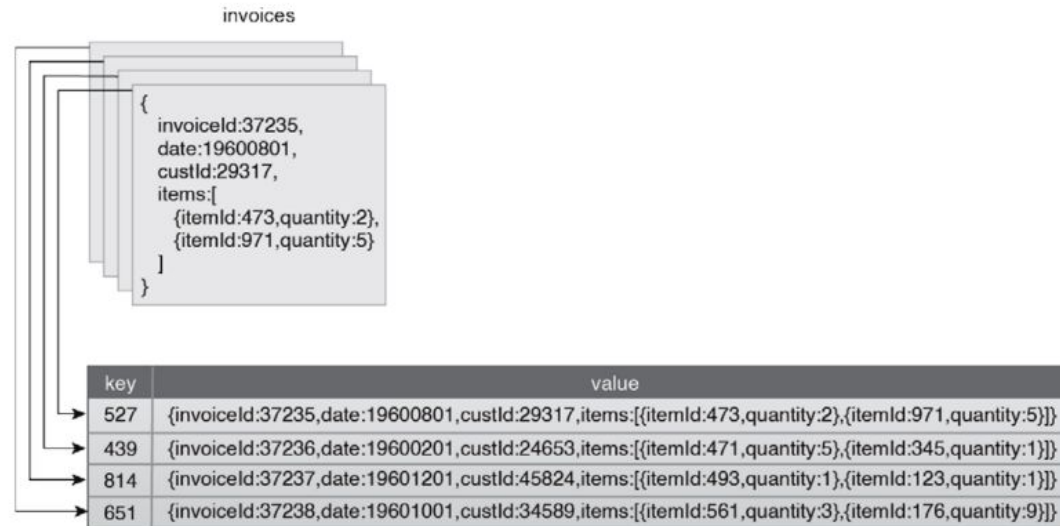 invoices
{
invoiceId:37235,
date:19600801,
custId:29317,
items:[
{itemId:473,quantity:2},
{itemId:971,quantity:5}
]
}
key value
527 {invoiceId:37235,date:19600801,custId:29317,items:[{itemId:473,quantity:2},{itemId:971,quantity:5}]}
439 {invoiceId:37236,date:19600201,custId:24653,items:[{itemId:471,quantity:5},{itemId:345,quantity:1}]}
814 {invoiceId:37237,date:19601201,custId:45824,items:[{itemId:493,quantity:1},{itemId:123,quantity:1}]}
651 {invoiceId:37238,date:19601001,custId:34589,items:[{itemId:561,quantity:3},{itemId:176,quantity:9}]}